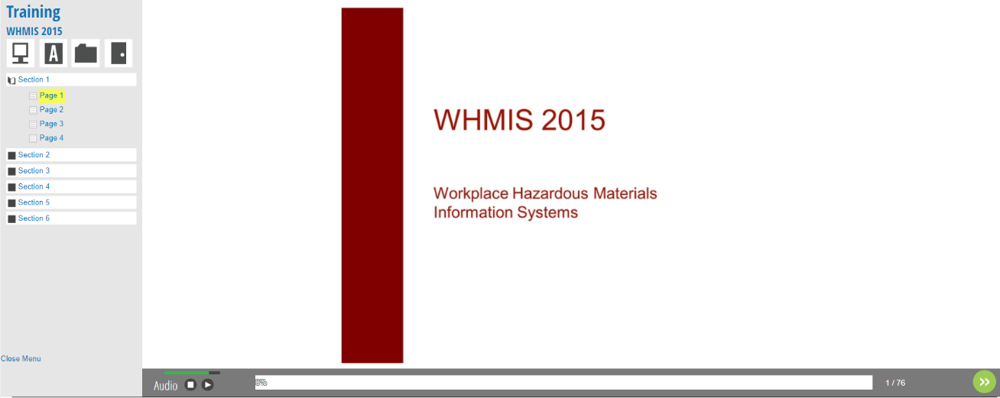 Training
WHMIS 2015
A
Section 1
Page 1
Page 2
Page 3
Page 4
Section 2
Section 3
Section 4
Section 5
Section 6
Close Menu
WHMIS 2015
Workplace Hazardous Materials
Information Systems
Audio
1 / 76